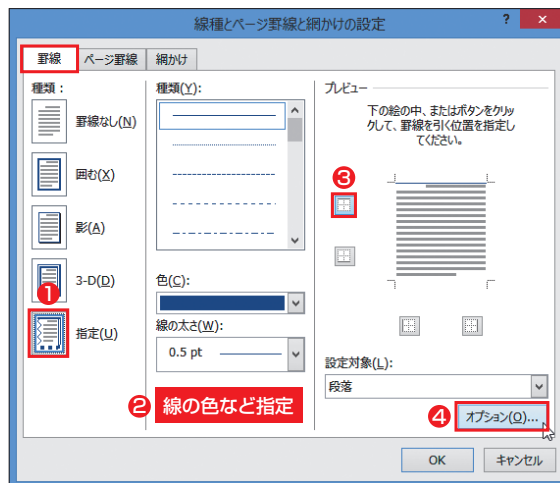 線種とページ罫線と網かけの設定
? ×
罫線 ページ罫線 網かけ
種類：
罫線なし(N)
囲む(X)
影(A)
3-D(D)
❶
指定(U)
種類(Y):
色(C):
線の太さ(W):
0.5 pt
❷ 線の色など指定
プレビュー
下の絵の中、またはボタンをクリッ
クして、罫線を引く位置を指定し
てください。
❸
設定対象(L):
段落
❹ オプション(O)...
OK キャンセル